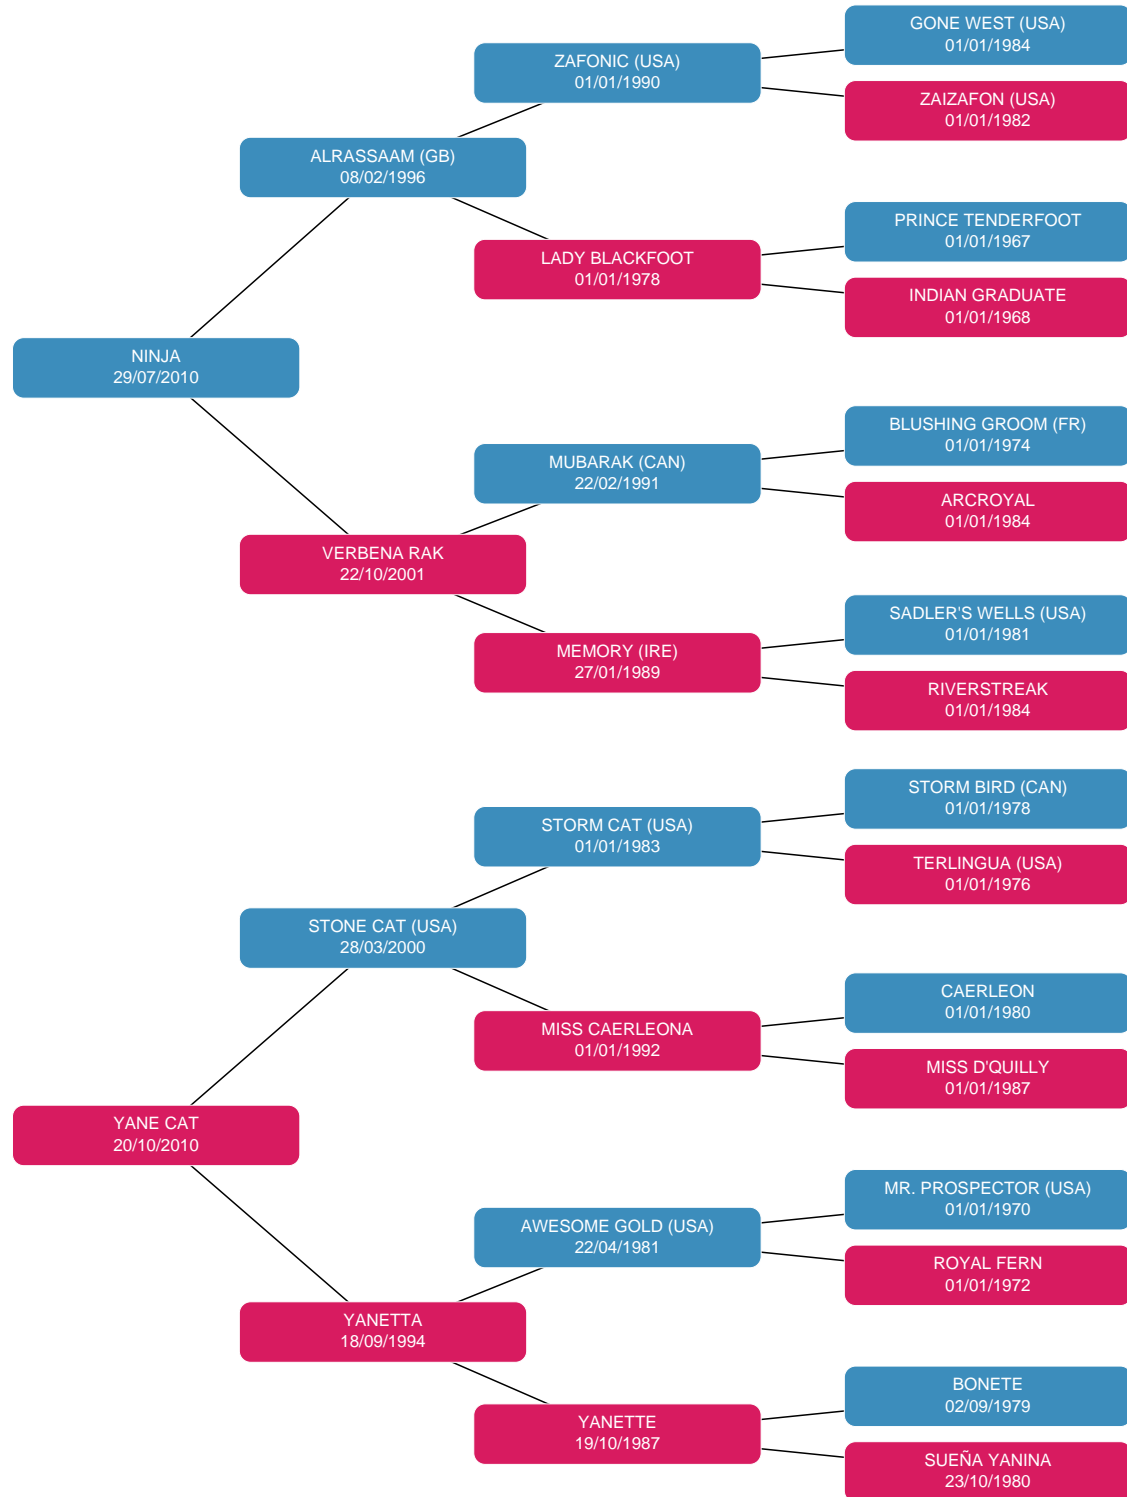 GONE WEST (USA)
01/01/1984
ZAFONIC (USA)
01/01/1990
ZAIZAFON (USA)
01/01/1982
ALRASSAAM (GB)
08/02/1996
PRINCE TENDERFOOT
01/01/1967
LADY BLACKFOOT
01/01/1978
INDIAN GRADUATE
01/01/1968
NINJA
29/07/2010
BLUSHING GROOM (FR)
01/01/1974
MUBARAK (CAN)
22/02/1991
ARCROYAL
01/01/1984
VERBENA RAK
22/10/2001
SADLER'S WELLS (USA)
01/01/1981
MEMORY (IRE)
27/01/1989
RIVERSTREAK
01/01/1984
STORM BIRD (CAN)
01/01/1978
STORM CAT (USA)
01/01/1983
TERLINGUA (USA)
01/01/1976
STONE CAT (USA)
28/03/2000
CAERLEON
01/01/1980
MISS CAERLEONA
01/01/1992
MISS D'QUILLY
01/01/1987
YANE CAT
20/10/2010
MR. PROSPECTOR (USA)
01/01/1970
AWESOME GOLD (USA)
22/04/1981
ROYAL FERN
01/01/1972
YANETTA
18/09/1994
BONETE
02/09/1979
YANETTE
19/10/1987
SUEÑA YANINA
23/10/1980